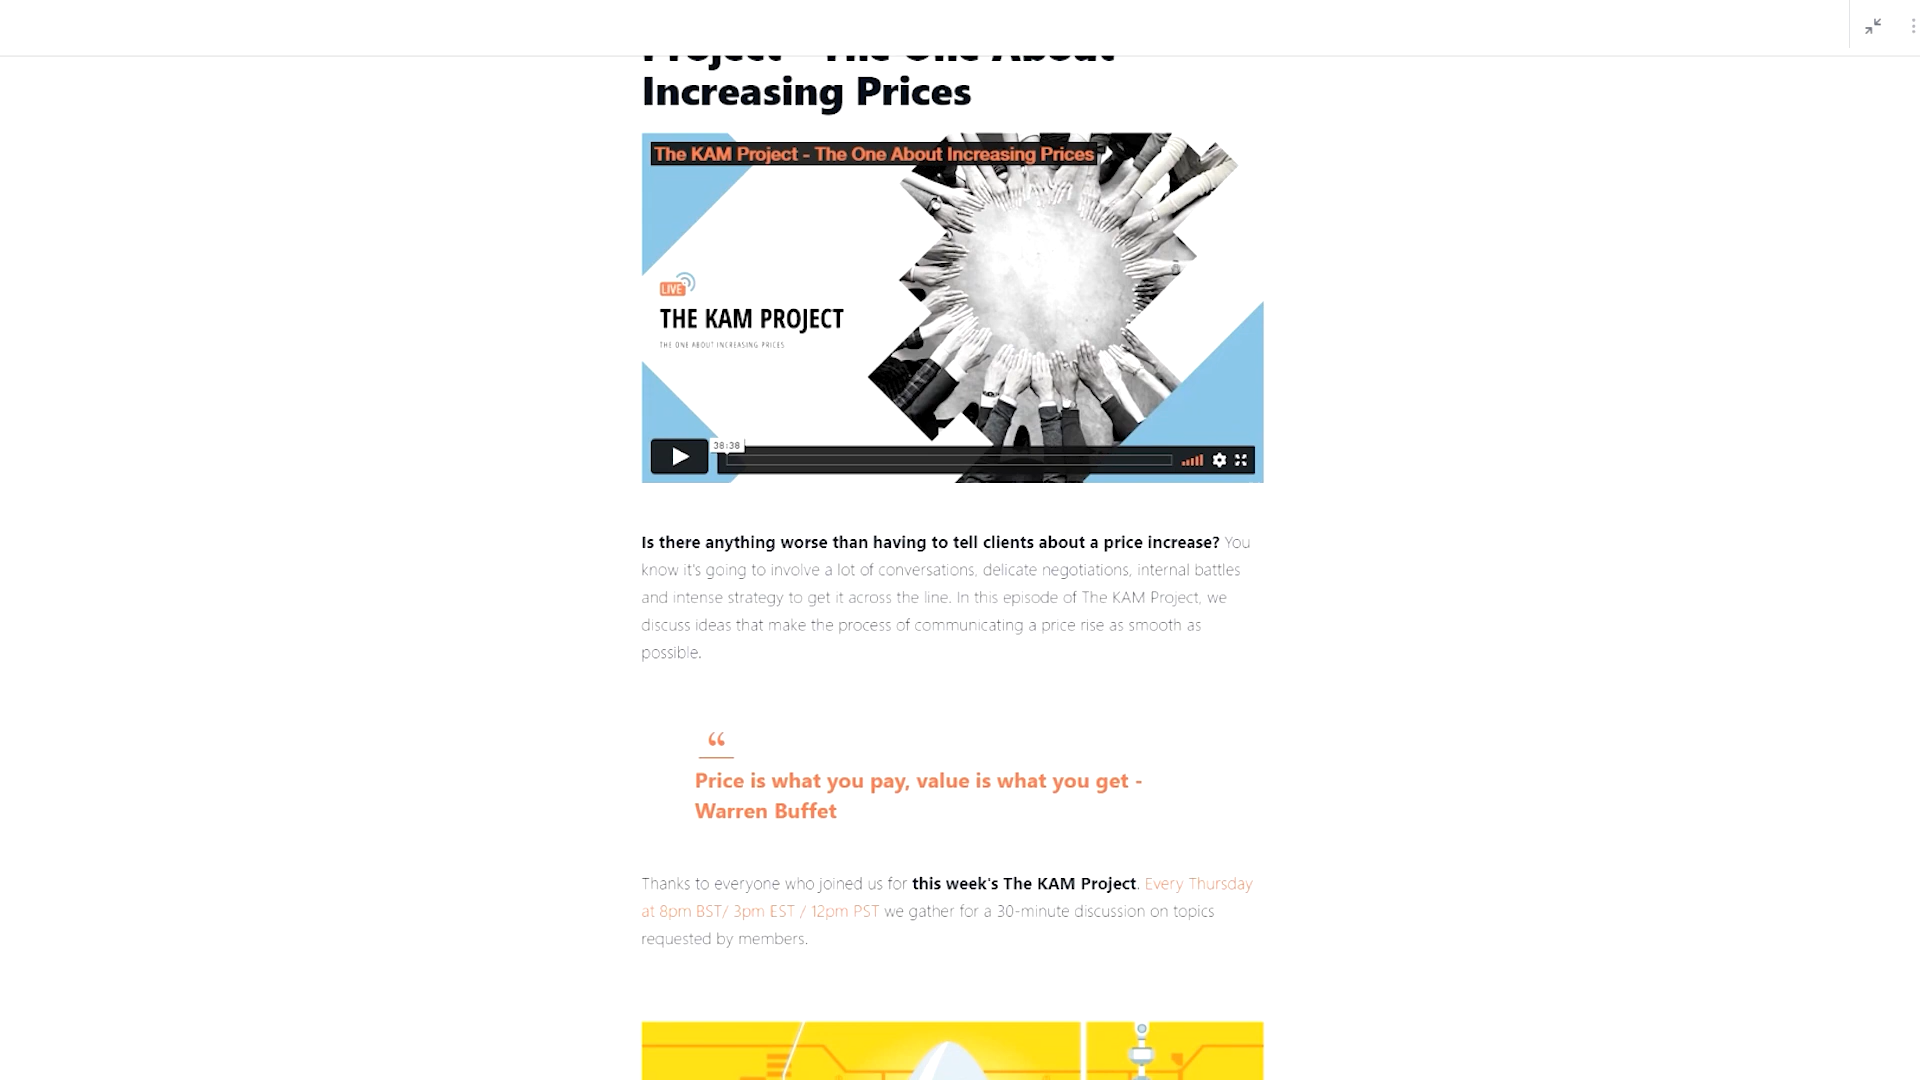 Project - The One About
Increasing Prices
The KAM Project - The One About Increasing Prices
LIVE
THE KAM PROJECT
THE ONE ABOUT INCREASING PRICES
38:38
Is there anything worse than having to tell clients about a price increase? You
know it's going to involve a lot of conversations, delicate negotiations, internal battles
and intense strategy to get it across the line. In this episode of The KAM Project, we
discuss ideas that make the process of communicating a price rise as smooth as
possible.
“
Price is what you pay, value is what you get -
Warren Buffet
Thanks to everyone who joined us for this week's The KAM Project. Every Thursday
at 8pm BST/ 3pm EST / 12pm PST we gather for a 30-minute discussion on topics
requested by members.